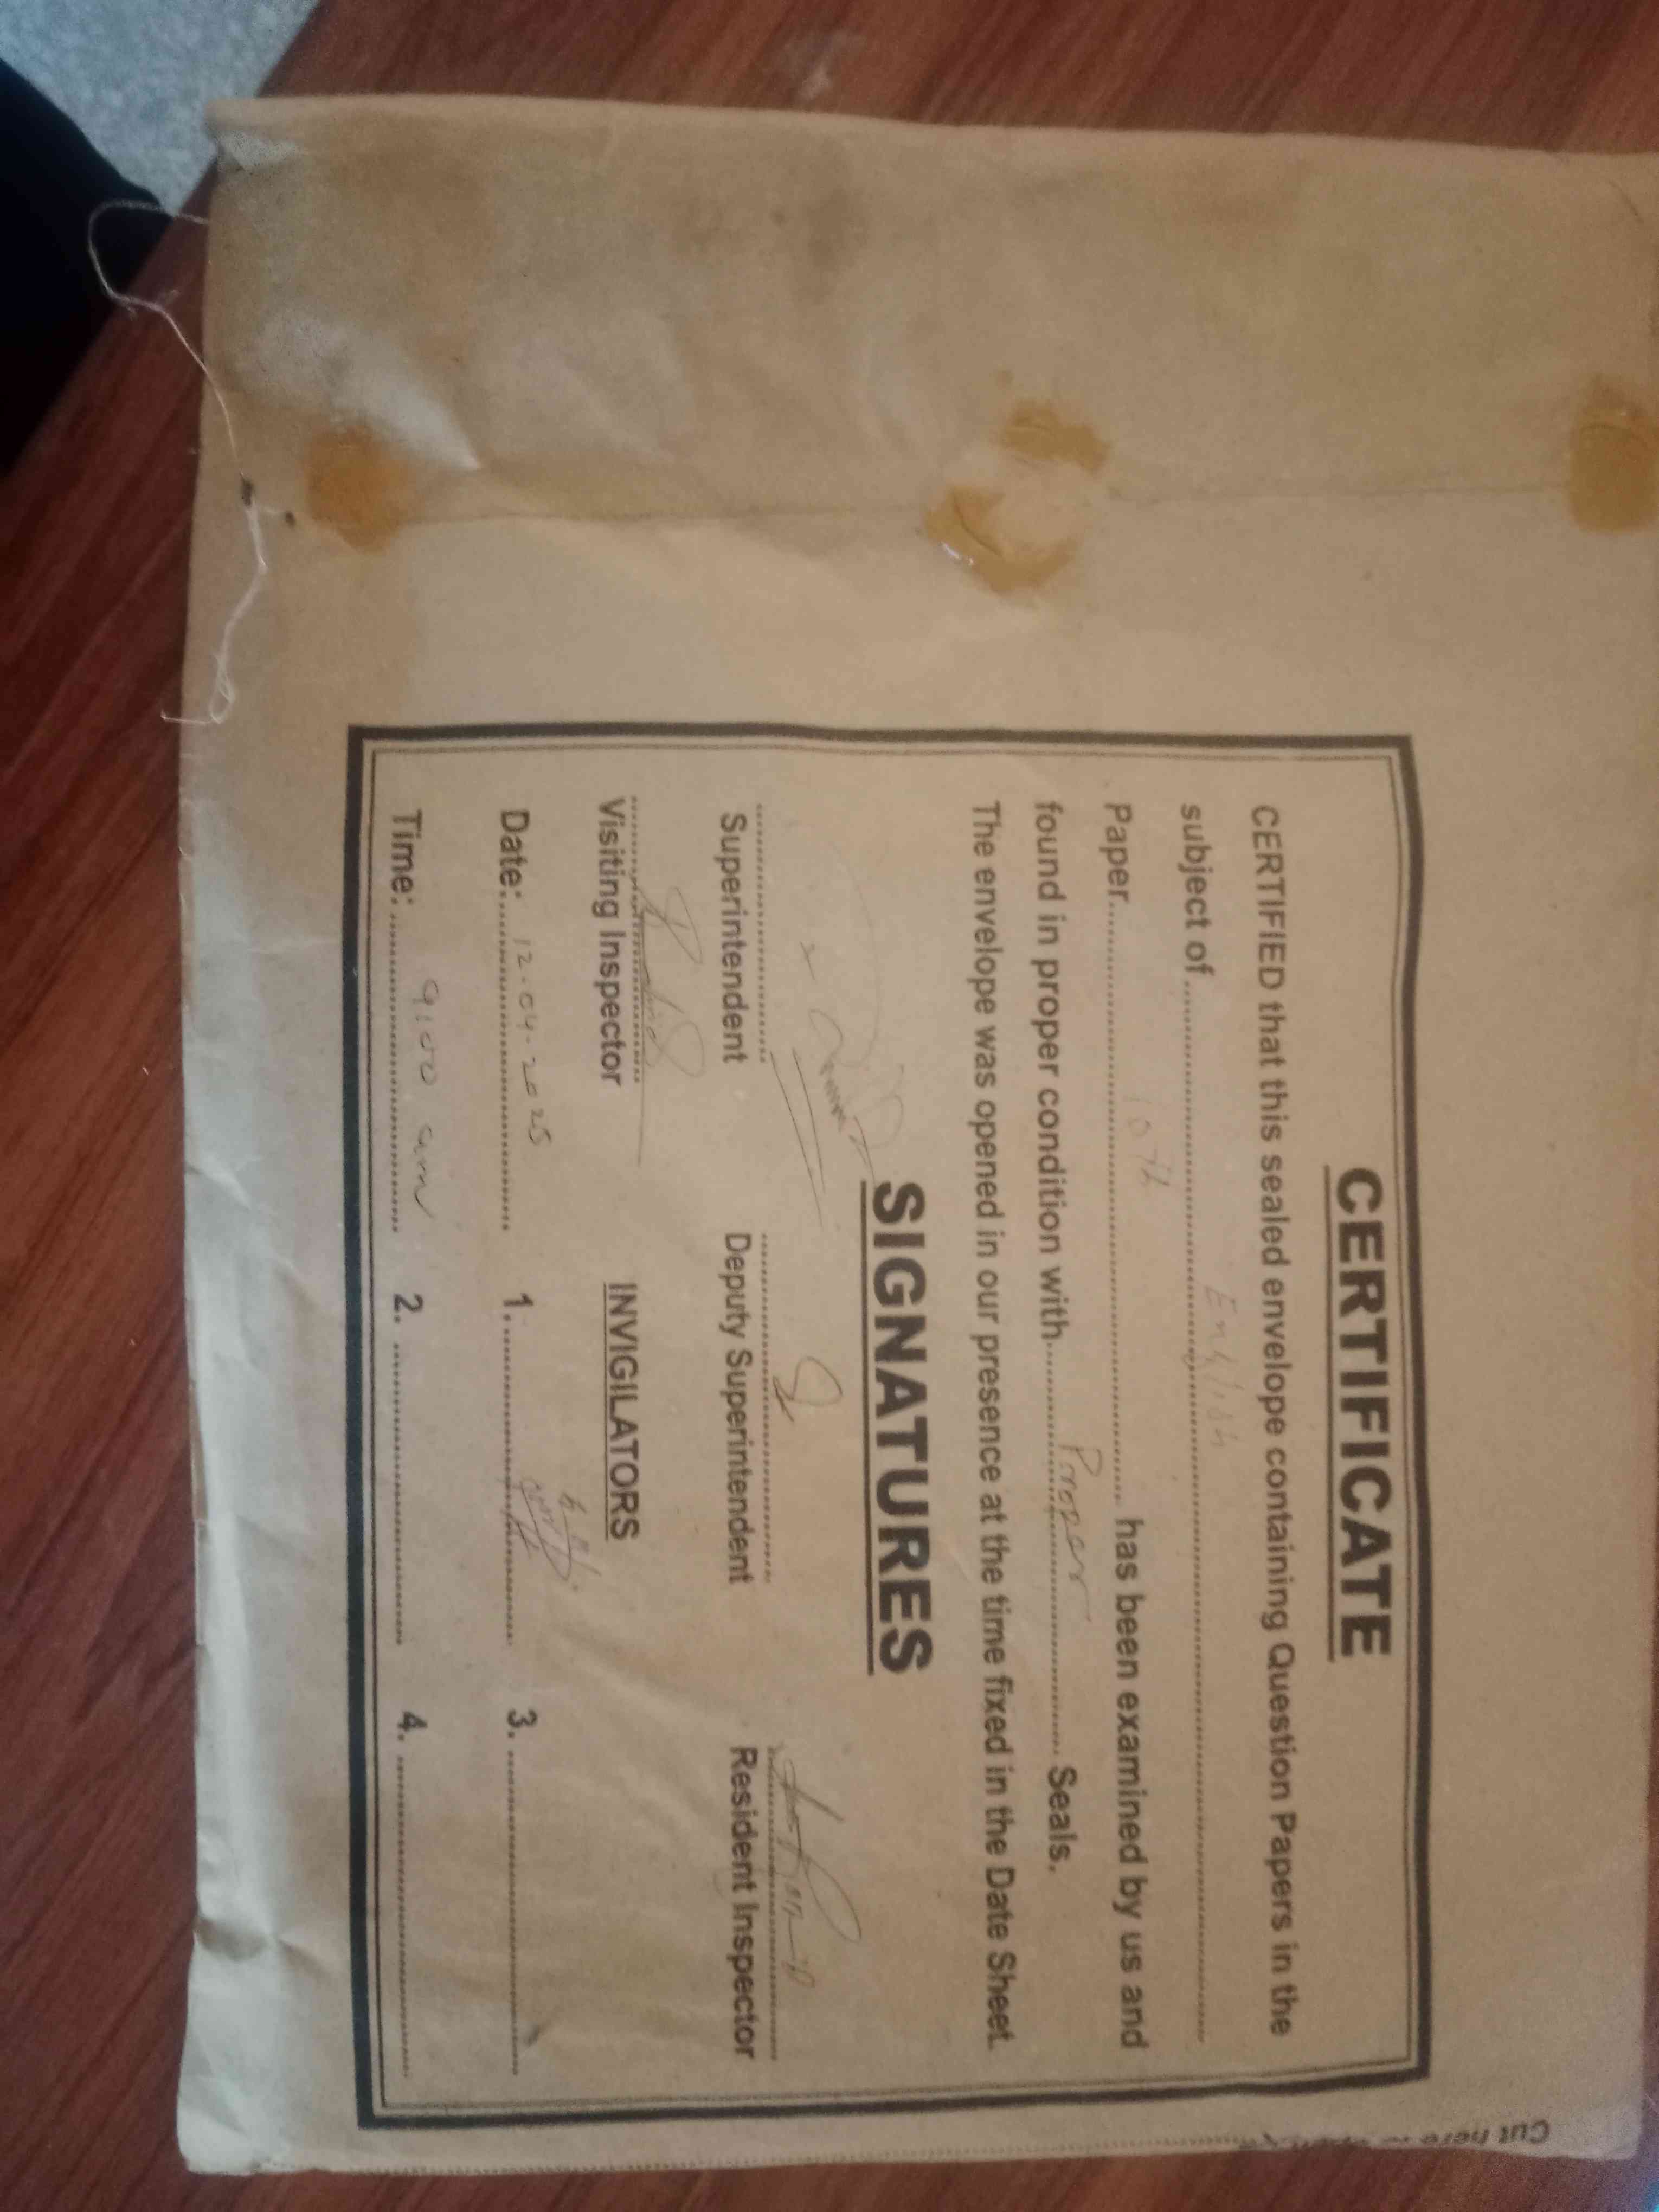 CERTIFICATE
CERTIFIED that this sealed envelope containing Question Papers in the
subject of.......... English ..........
Paper.......... 10th .......... has been examined by us and
found in proper condition with.......... Proper .......... Seals.
The envelope was opened in our presence at the time fixed in the Date Sheet.
SIGNATURES
Superintendent Deputy Superintendent Resident Inspector
Visiting Inspector INVIGILATORS
Date:.......... 12-04-2025 1. .......... 3. ..........
Time:.......... 9:00 am 2. .......... 4. ..........
Cut here to open